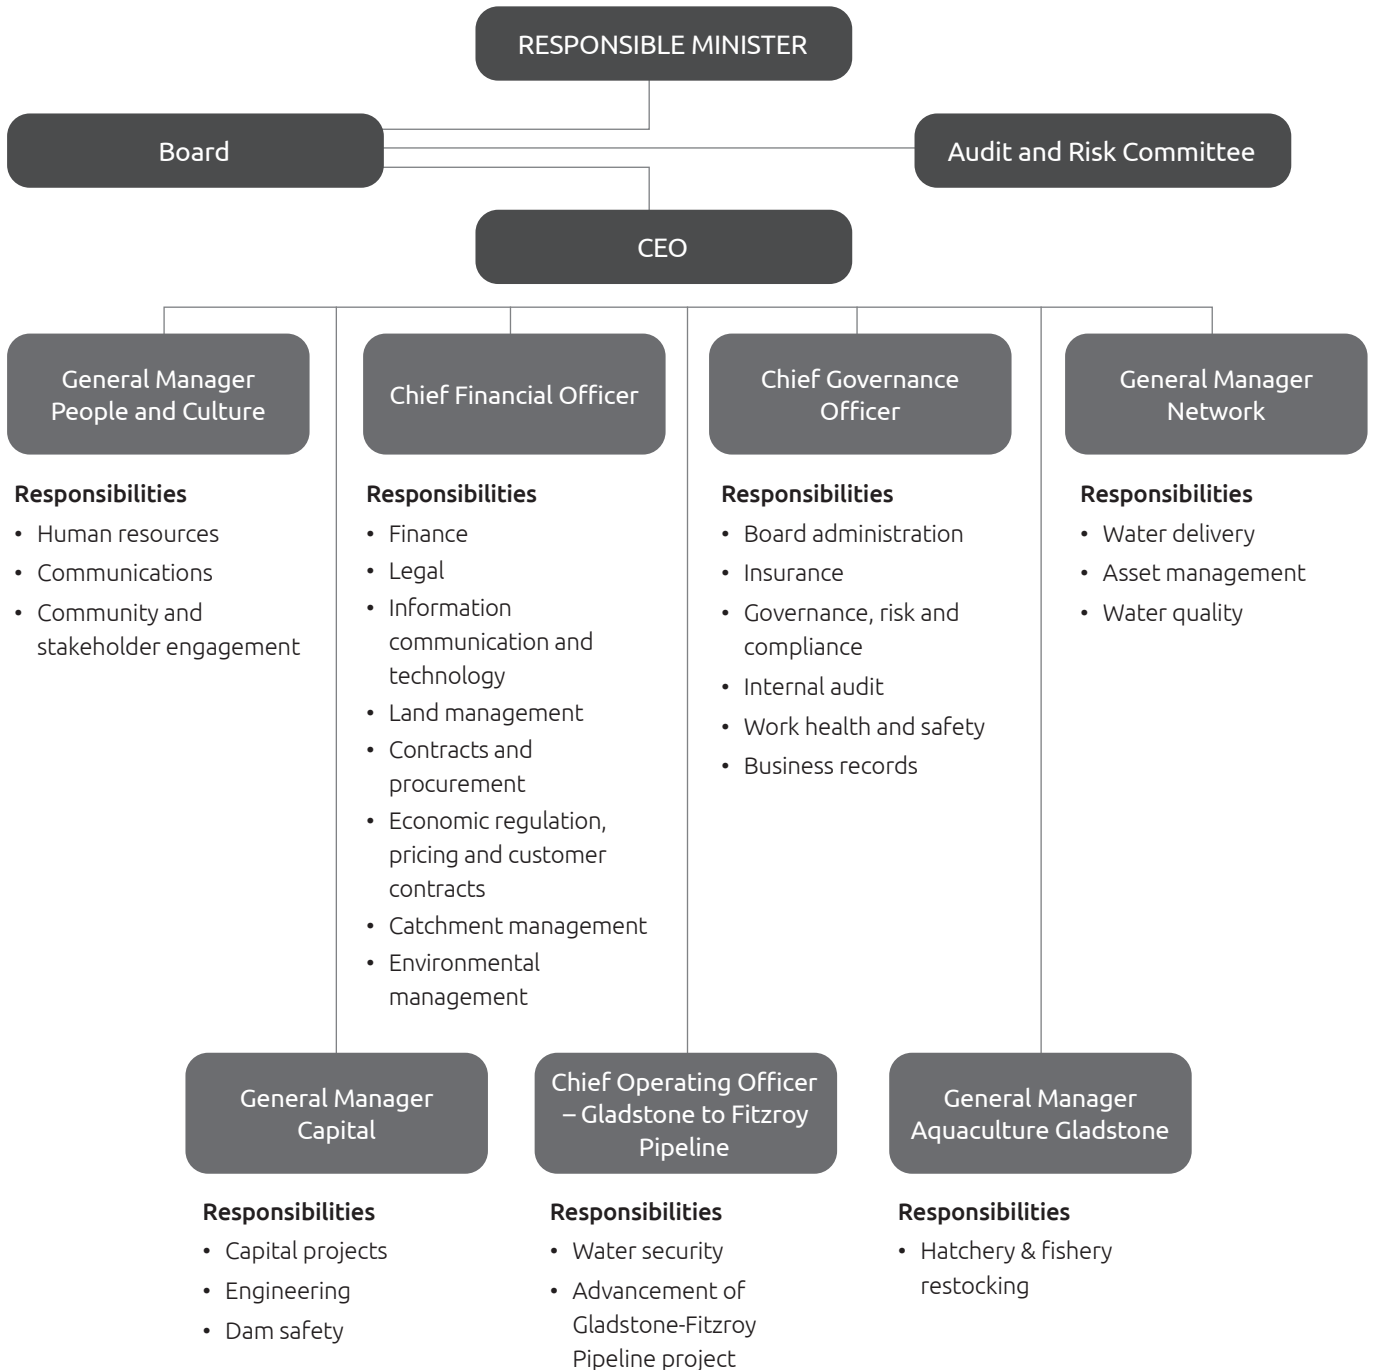 RESPONSIBLE MINISTER
Board
Audit and Risk Committee
CEO
General Manager
People and Culture
Responsibilities
• Human resources
• Communications
• Community and
stakeholder engagement
Chief Financial Officer
Responsibilities
• Finance
• Legal
• Information
communication and
technology
• Land management
• Contracts and
procurement
• Economic regulation,
pricing and customer
contracts
• Catchment management
• Environmental
management
Chief Governance
Officer
Responsibilities
• Board administration
• Insurance
• Governance, risk and
compliance
• Internal audit
• Work health and safety
• Business records
General Manager
Network
Responsibilities
• Water delivery
• Asset management
• Water quality
General Manager
Capital
Responsibilities
• Capital projects
• Engineering
• Dam safety
Chief Operating Officer
– Gladstone to Fitzroy
Pipeline
Responsibilities
• Water security
• Advancement of
Gladstone-Fitzroy
Pipeline project
General Manager
Aquaculture Gladstone
Responsibilities
• Hatchery & fishery
restocking